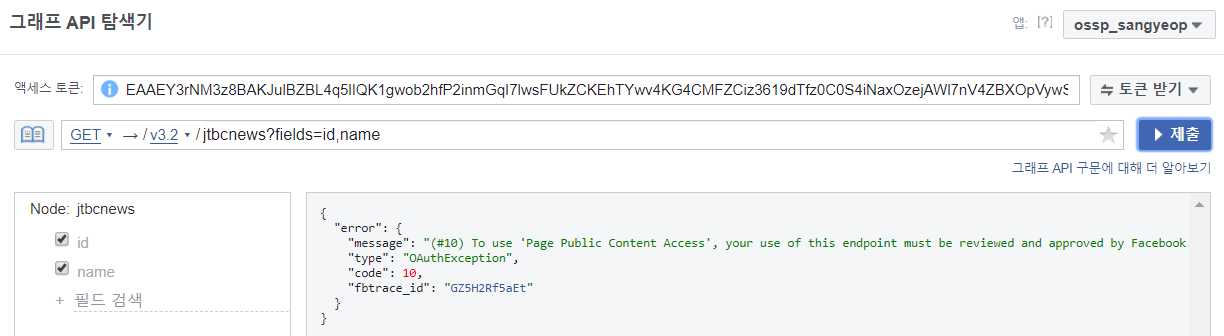 그래프 API 탐색기
앱: [?] ossp_sangyeop
액세스 토큰: EAAEY3rNM3z8BAKJuIBZBL4q5lIQK1gwob2hfP2inmGqI7IwsFUkZCKEhTYwv4KG4CMFZCiz3619dTfz0C0S4iNaxOzejAWl7nV4ZBXOpVywS 토큰 받기
GET → / v3.2 / jtbcnews?fields=id,name 제출
그래프 API 구문에 대해 더 알아보기
Node: jtbcnews
id
name
+ 필드 검색
{
"error": {
"message": "(#10) To use 'Page Public Content Access', your use of this endpoint must be reviewed and approved by Facebook.
"type": "OAuthException",
"code": 10,
"fbtrace_id": "GZ5H2Rf5aEt"
}
}